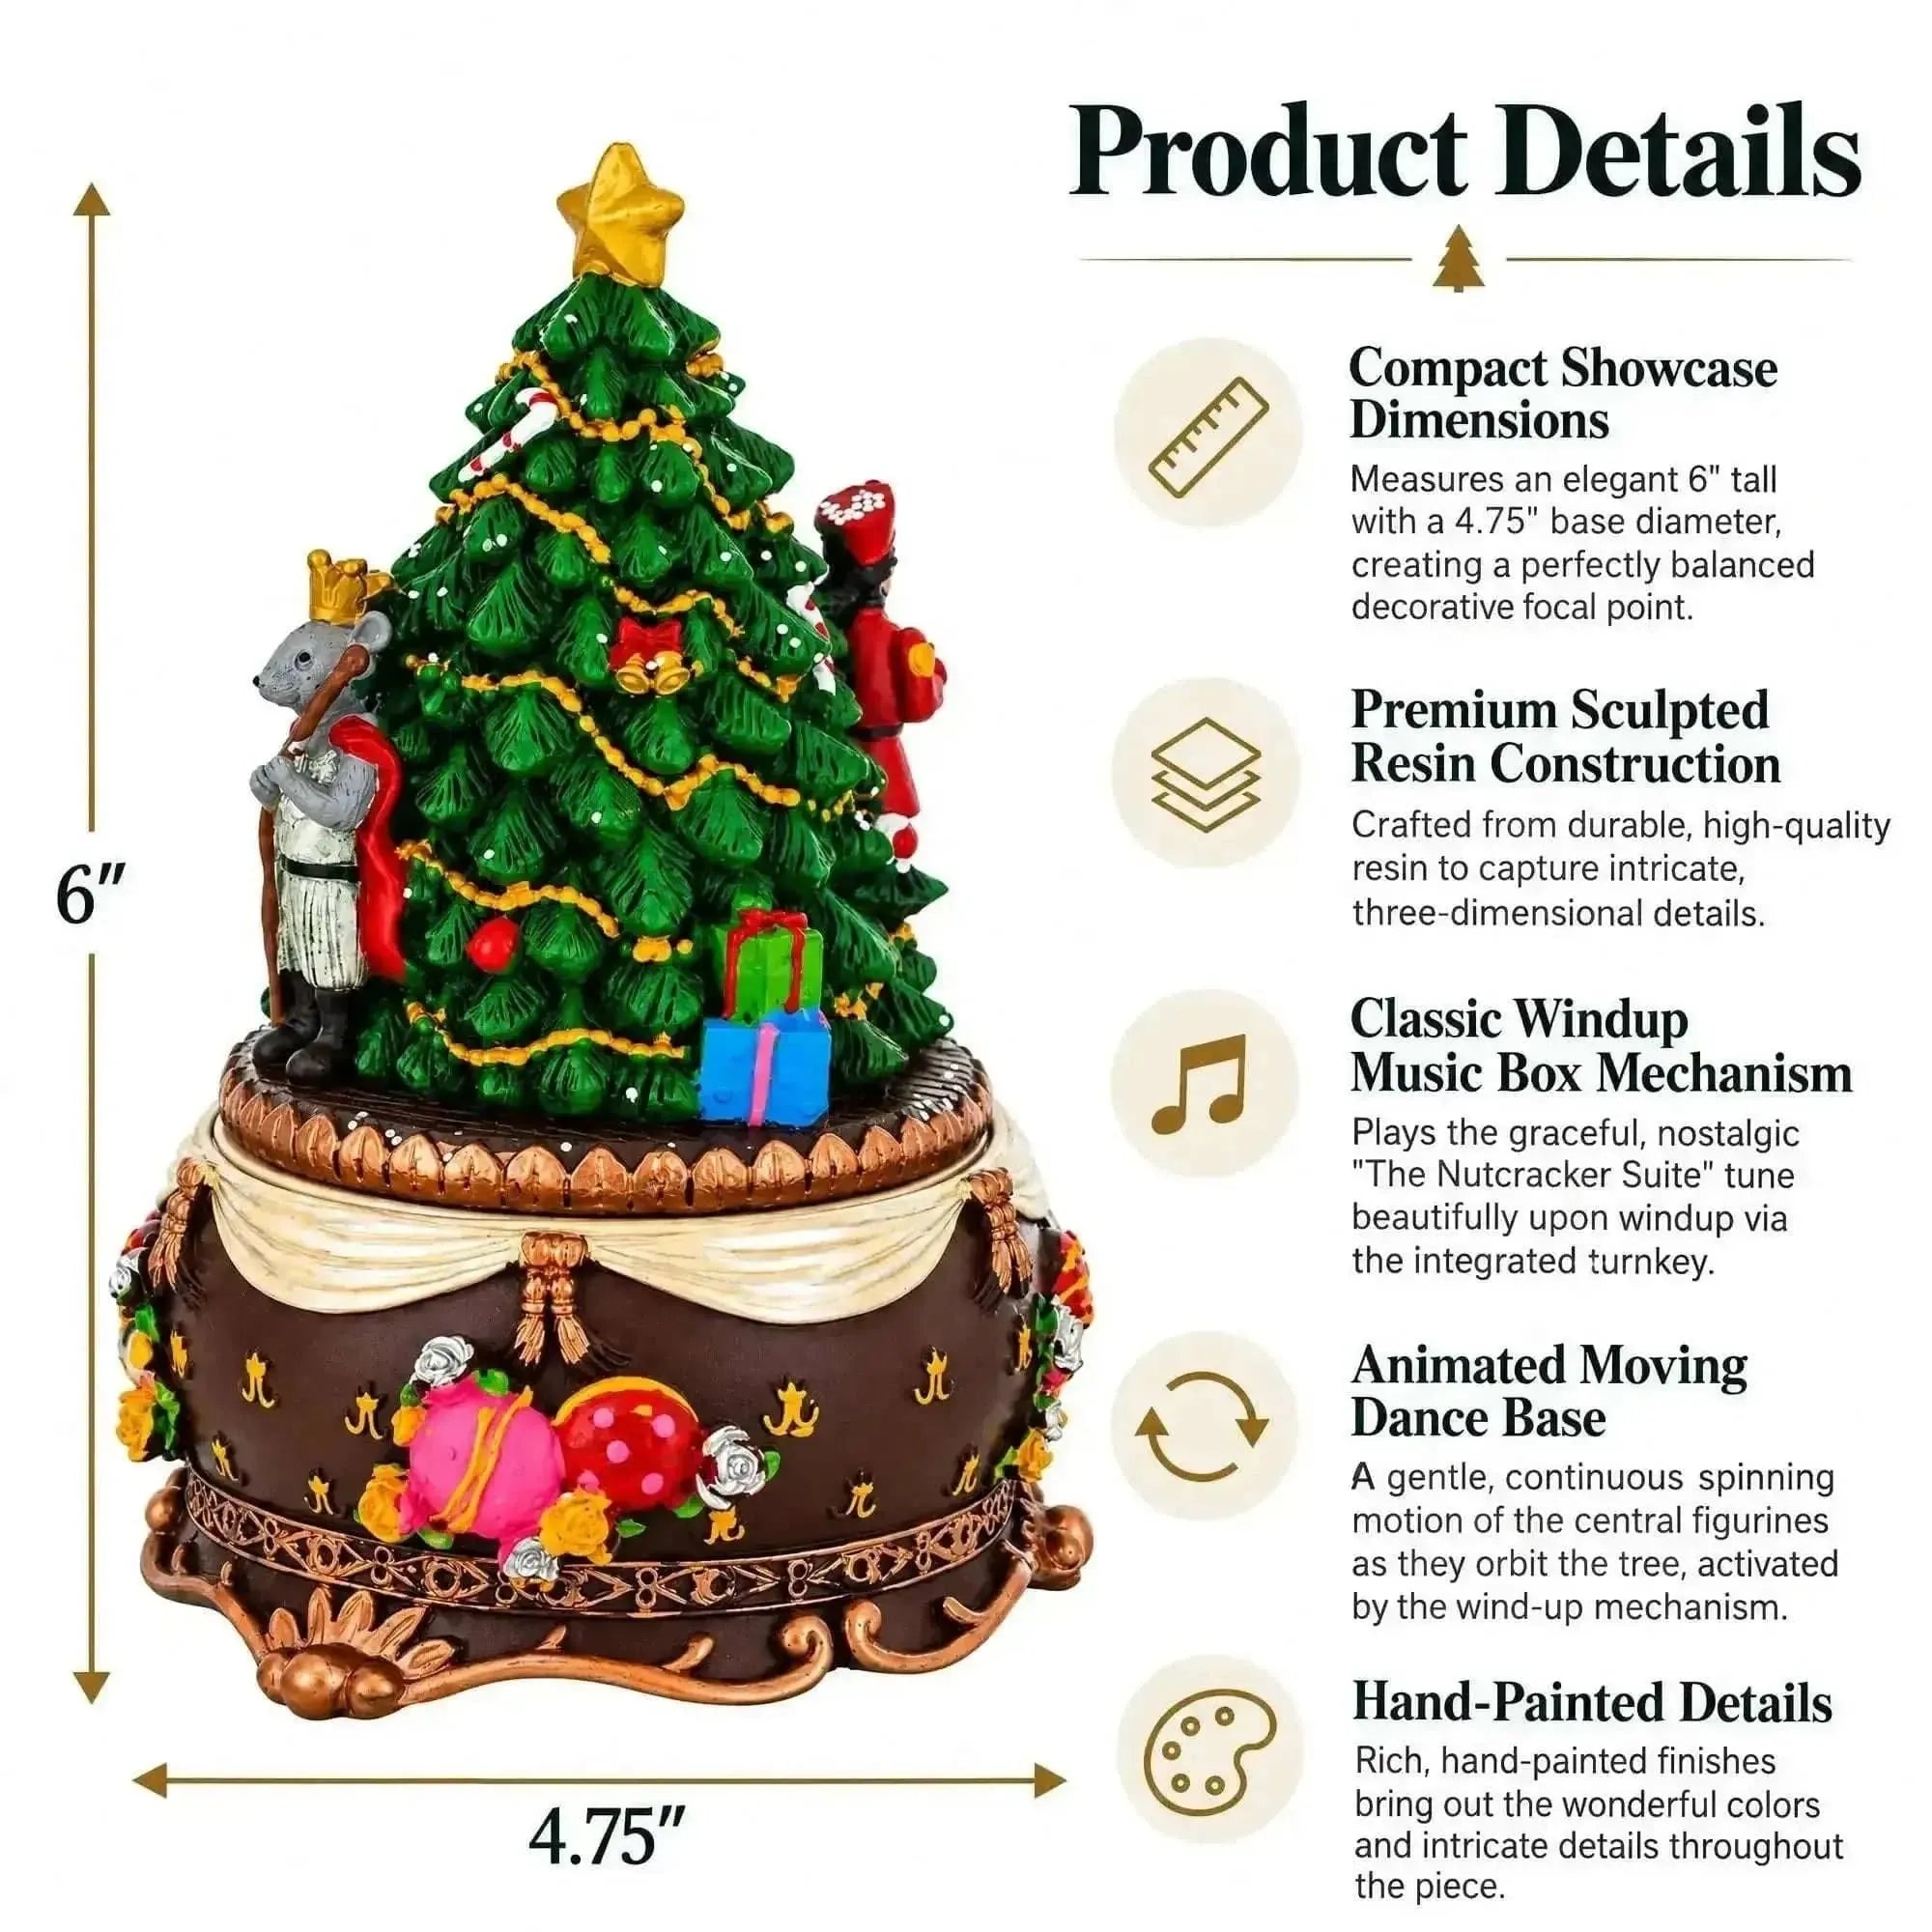 Product Details
6"
4.75"
Compact Showcase
Dimensions
Measures an elegant 6" tall
with a 4.75" base diameter,
creating a perfectly balanced
decorative focal point.
Premium Sculpted
Resin Construction
Crafted from durable, high-quality
resin to capture intricate,
three-dimensional details.
Classic Windup
Music Box Mechanism
Plays the graceful, nostalgic
"The Nutcracker Suite" tune
beautifully upon windup via
the integrated turnkey.
Animated Moving
Dance Base
A gentle, continuous spinning
motion of the central figurines
as they orbit the tree, activated
by the wind-up mechanism.
Hand-Painted Details
Rich, hand-painted finishes
bring out the wonderful colors
and intricate details throughout
the piece.